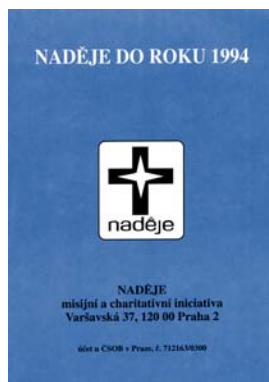 NADĚJE DO ROKU 1994
naděje
NADĚJE
misijní a charitativní iniciativa
Varšavská 37, 120 00 Praha 2
účet u ČSOB v Praze, č. 712163/0300